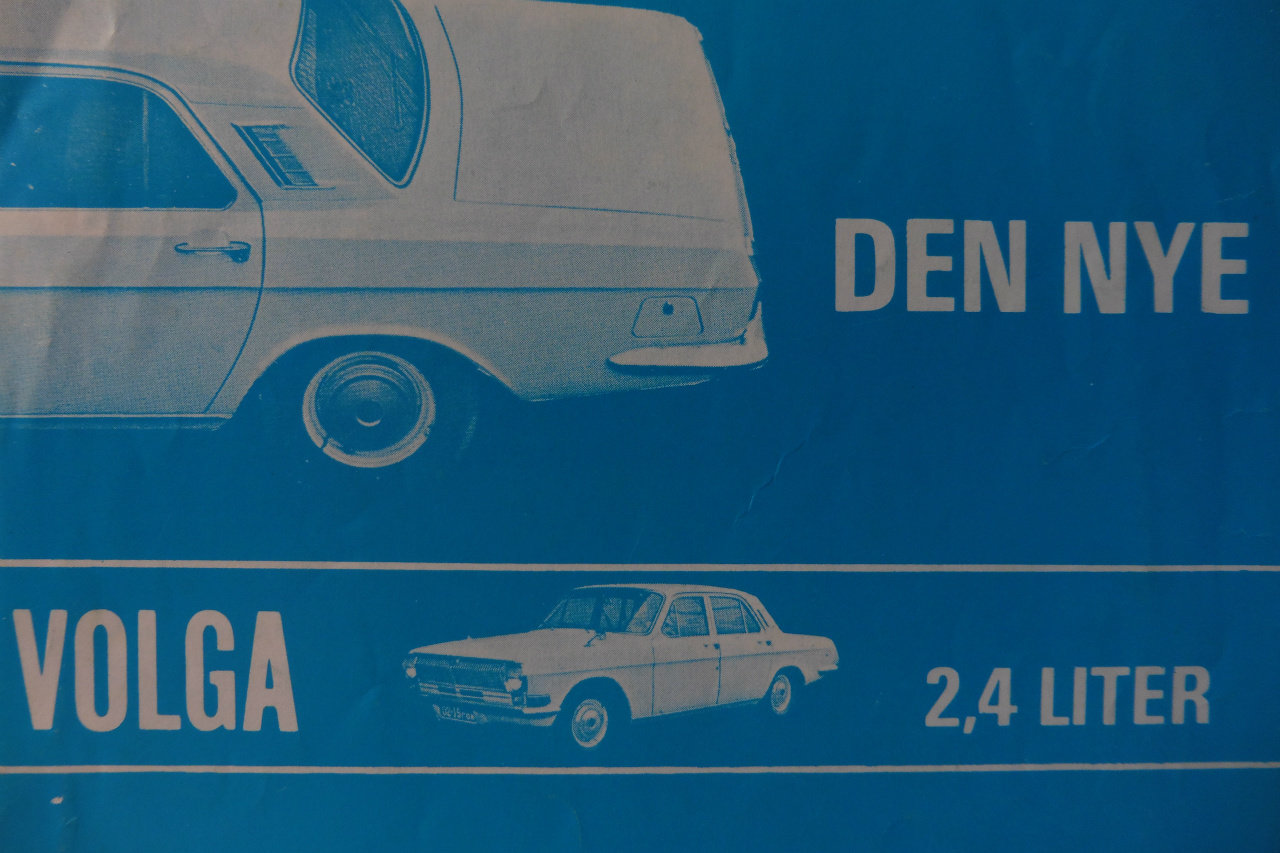 DEN NYE
VOLGA
2,4 LITER